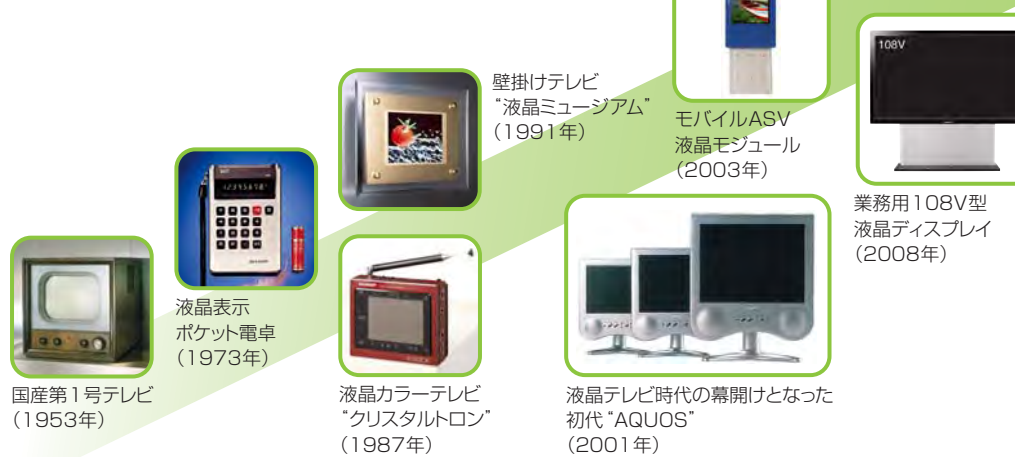 国産第1号テレビ
(1953年)
液晶表示
ポケット電卓
(1973年)
液晶カラーテレビ
“クリスタルトロン”
(1987年)
壁掛けテレビ
“液晶ミュージアム”
(1991年)
液晶テレビ時代の幕開けとなった
初代“AQUOS”
(2001年)
モバイルASV
液晶モジュール
(2003年)
108V
業務用108V型
液晶ディスプレイ
(2008年)